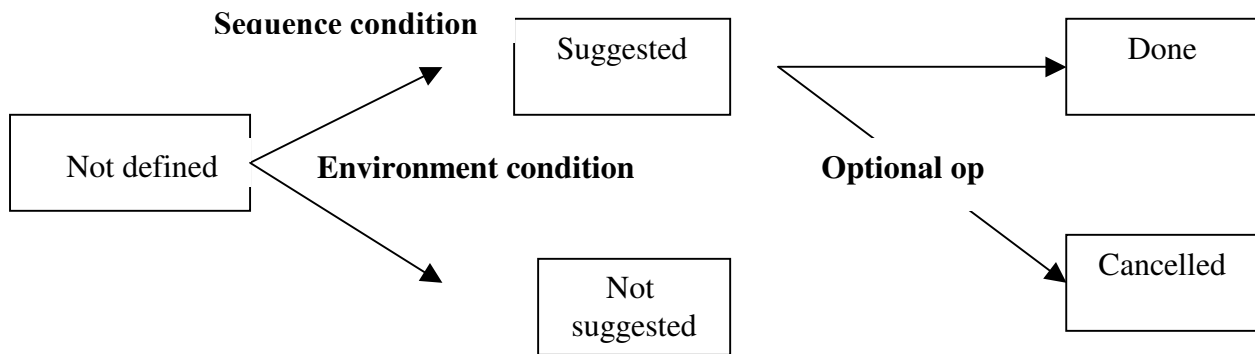 Sequence condition
Suggested
Done
Not defined
Environment condition
Optional op
Cancelled
Not
suggested